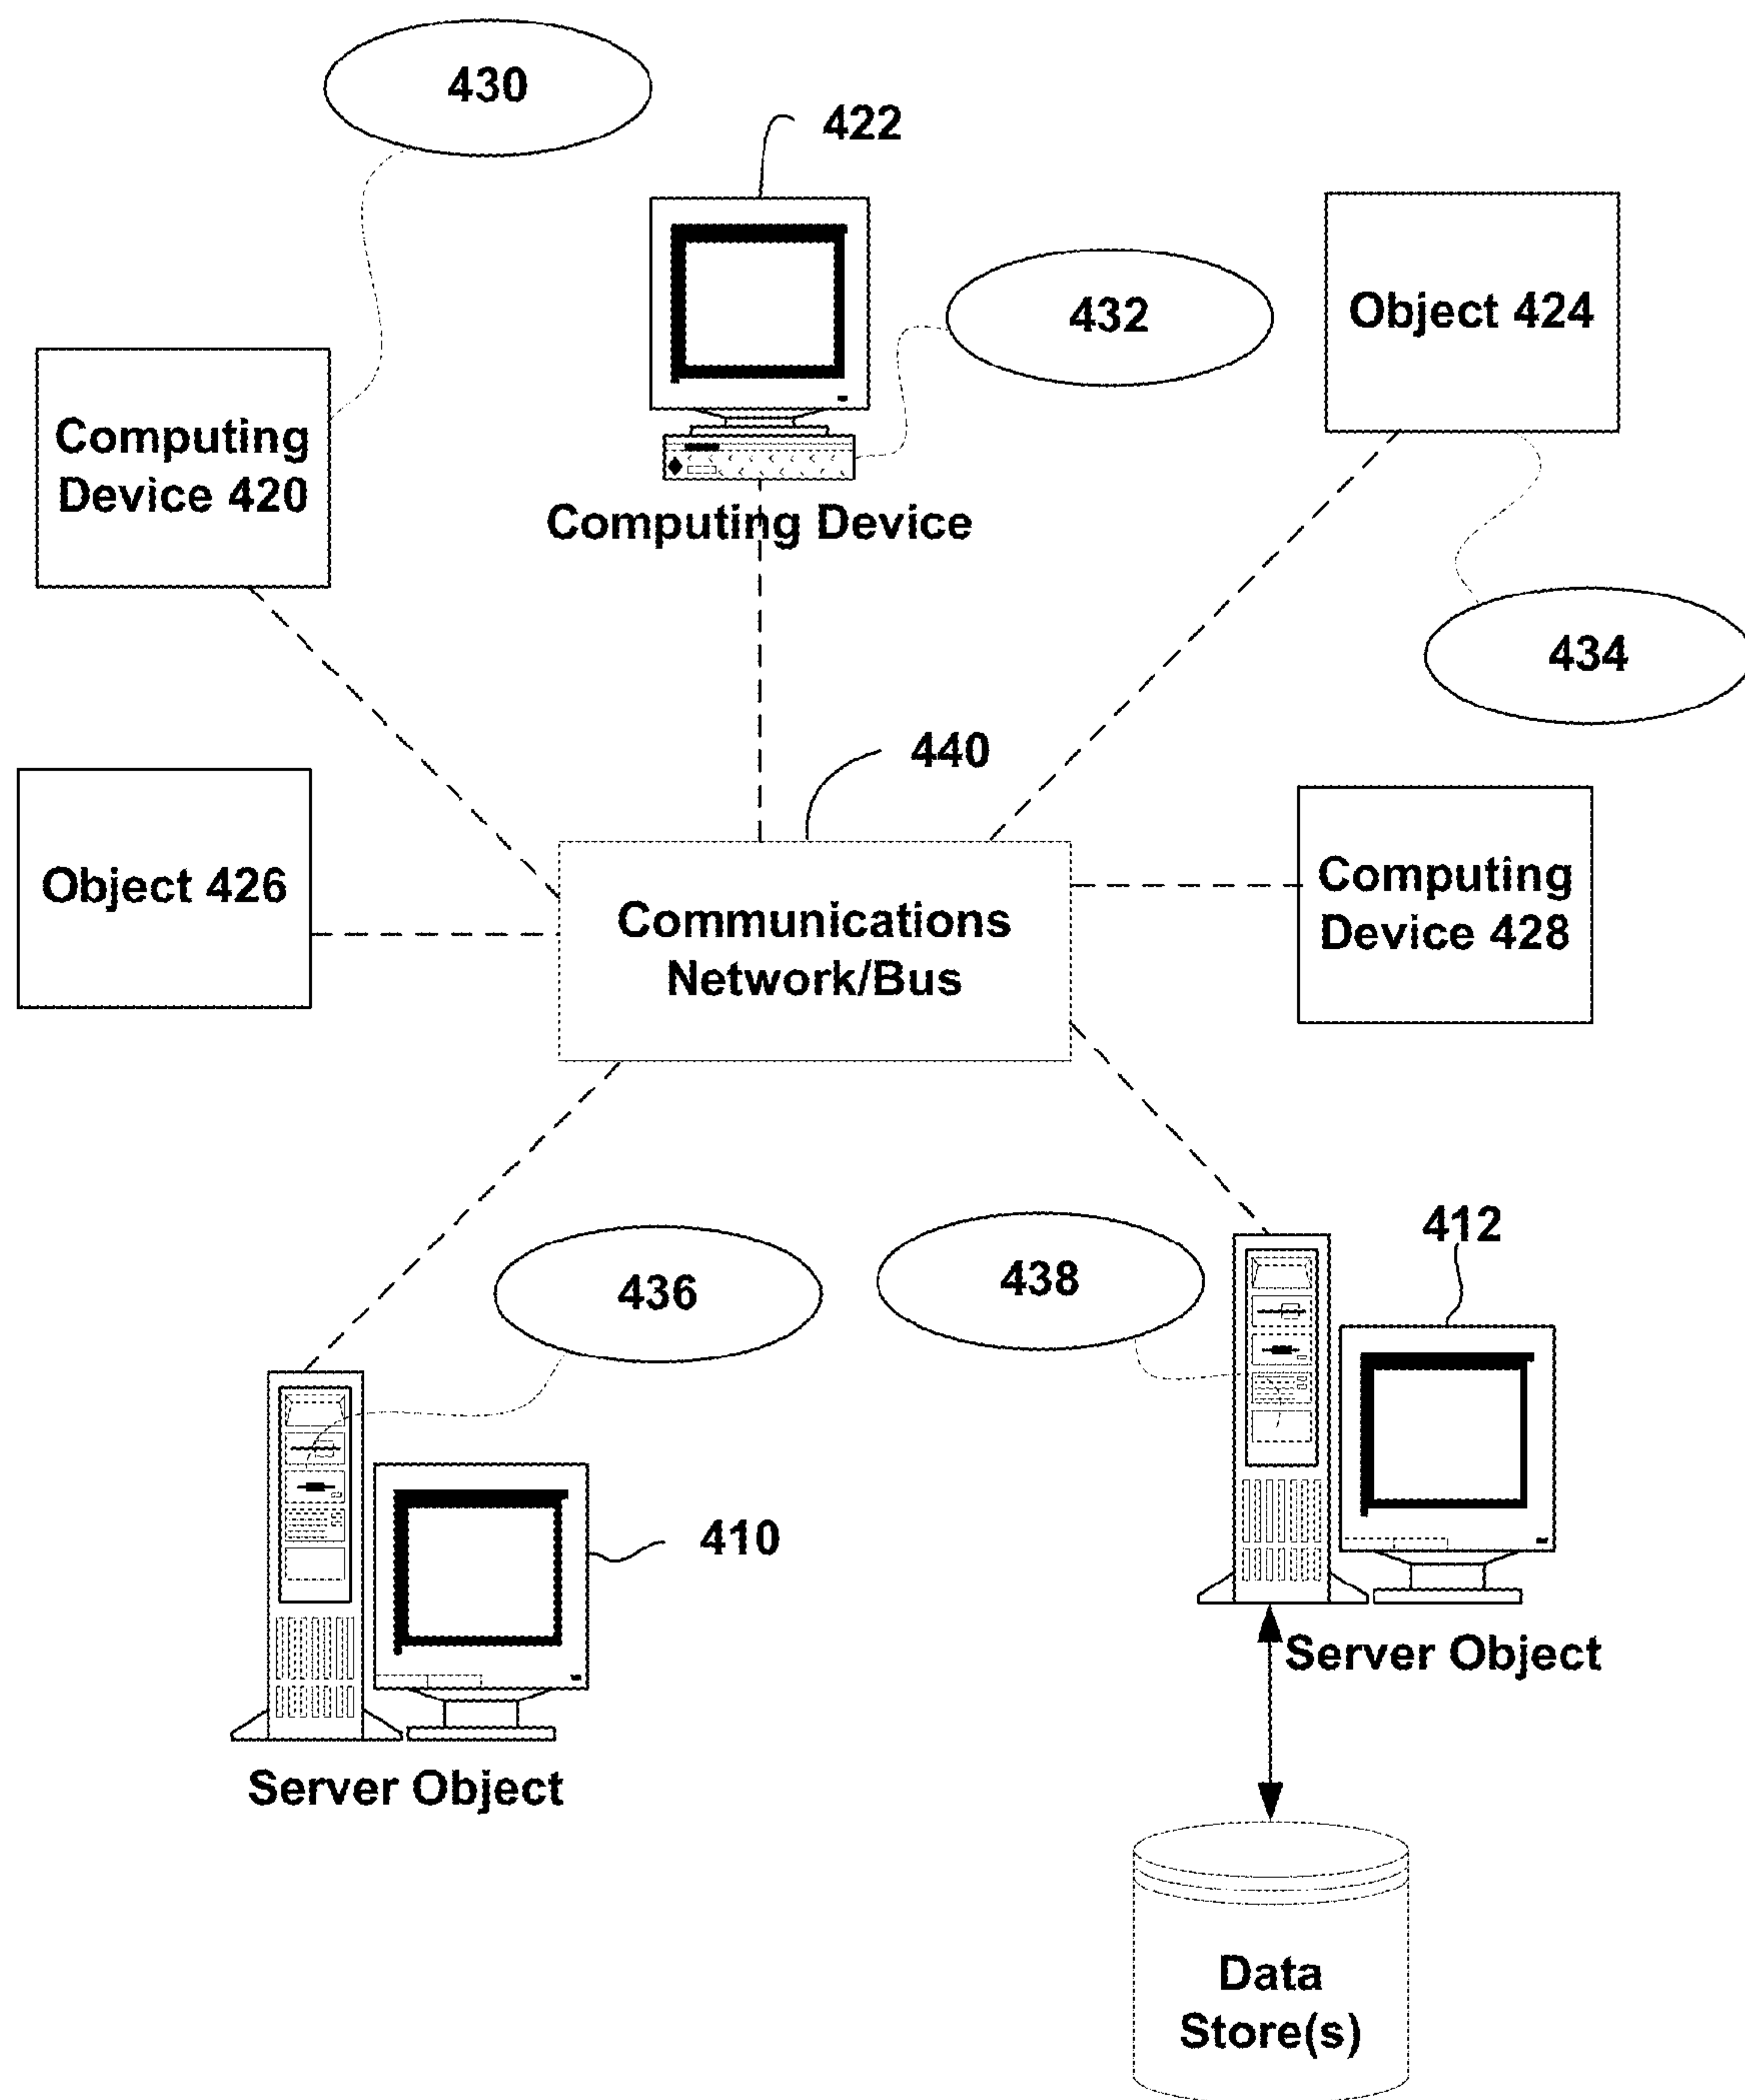 430
422
432
Object 424
Computing
Device 420
Computing Device
434
440
Object 426
Communications
Network/Bus
Computing
Device 428
436
438
412
410
Server Object
Server Object
Data
Store(s)